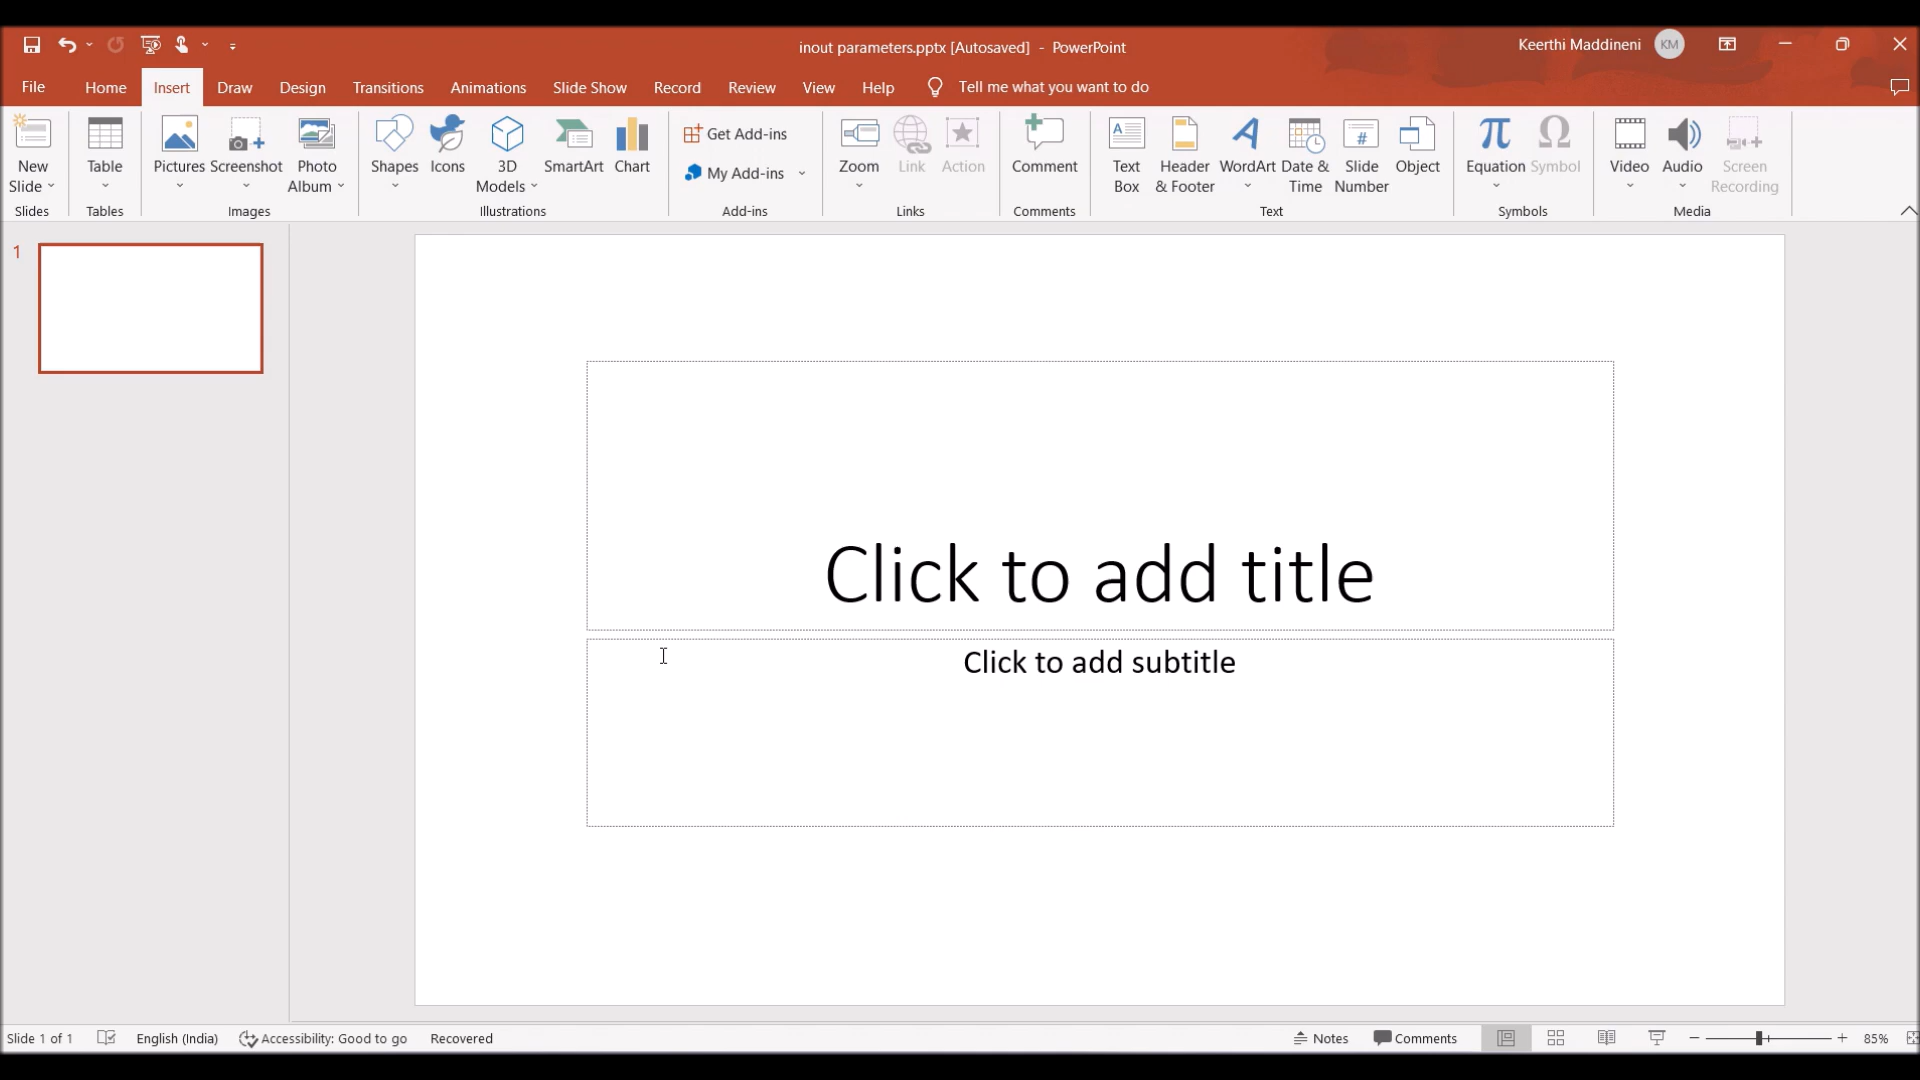 inout parameters.pptx [Autosaved] - PowerPoint
Keerthi Maddineni KM
File Home Insert Draw Design Transitions Animations Slide Show Record Review View Help Tell me what you want to do
New Slide
Slides
Table
Tables
Pictures Screenshot Photo Album
Images
Shapes Icons 3D Models SmartArt Chart
Illustrations
Get Add-ins
My Add-ins
Add-ins
Zoom Link Action
Links
Comment
Comments
Text Box Header & Footer WordArt Date & Time Slide Number Object
Text
Equation Symbol
Symbols
Video Audio Screen Recording
Media
1
Click to add title
Click to add subtitle
Slide 1 of 1 English (India) Accessibility: Good to go Recovered Notes Comments 85%